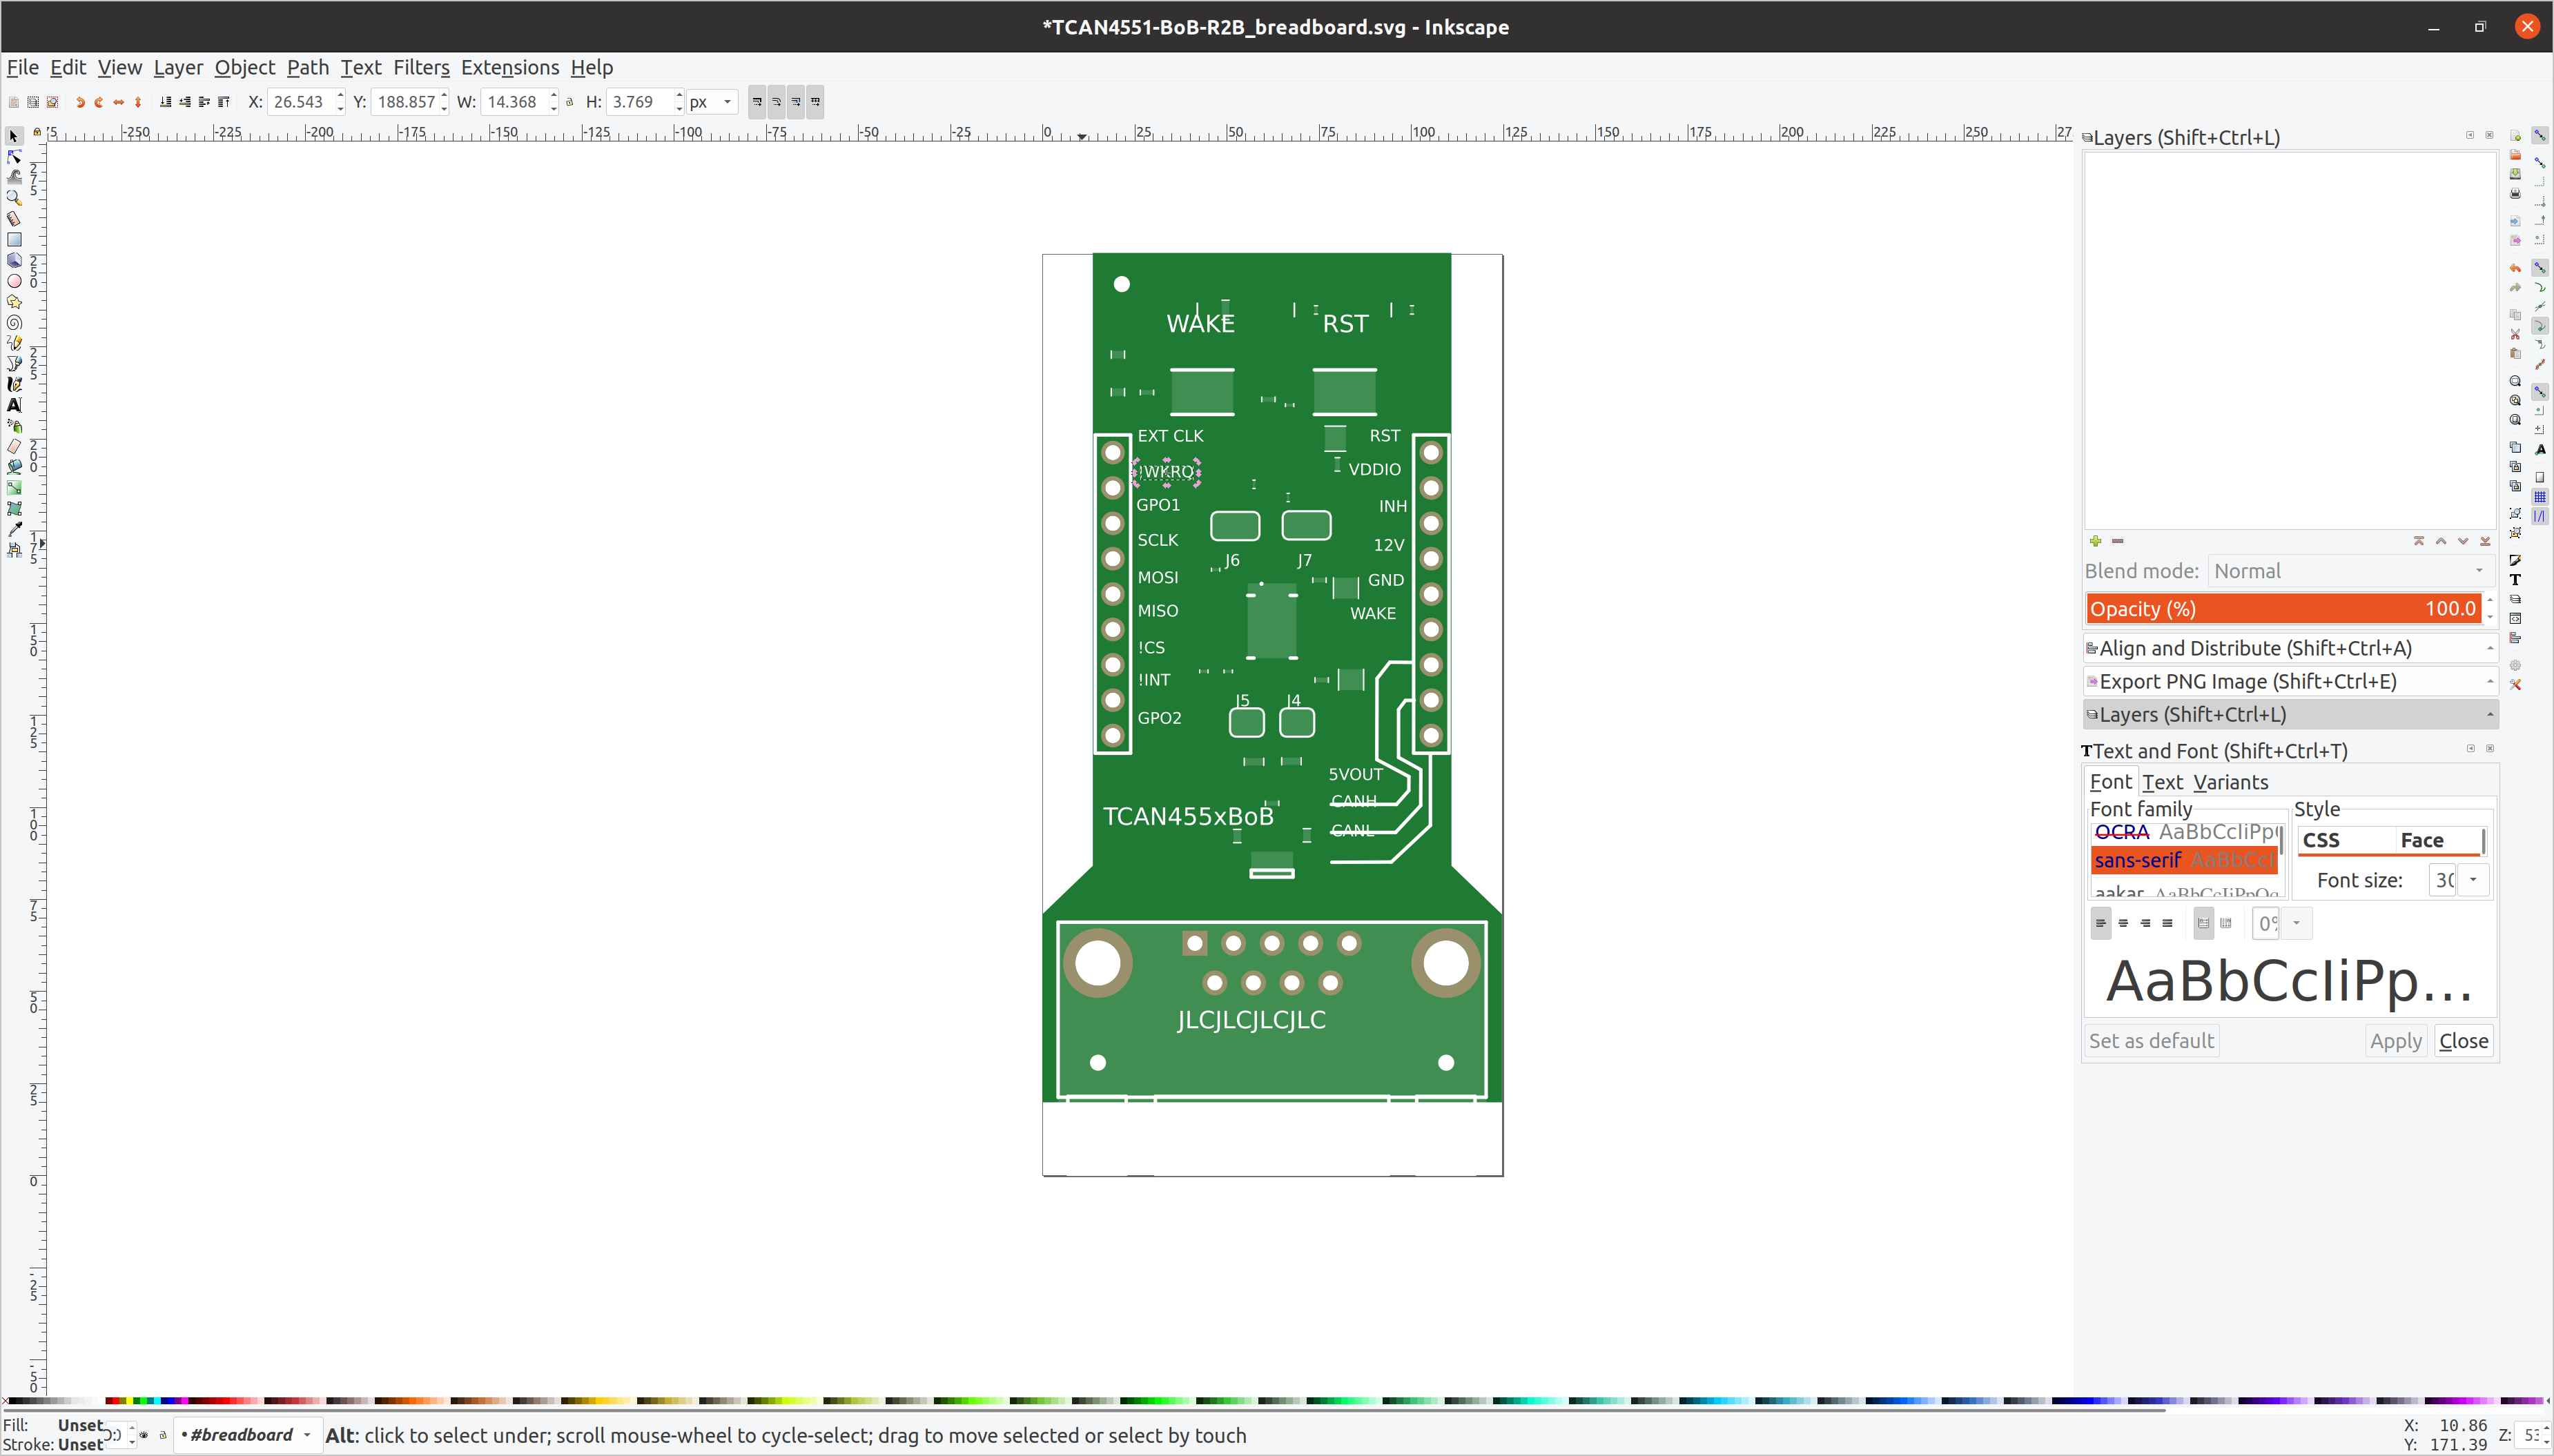 *TCAN4551-BoB-R2B_breadboard.svg - Inkscape
File Edit View Layer Object Path Text Filters Extensions Help
X: 26.543 Y: 188.857 W: 14.368 H: 3.769 px
-250 -225 -200 -175 -150 -125 -100 -75 -50 -25 0 25 50 75 100 125 150 175 200 225 250 27
WAKE RST
EXT CLK RST
!WKRQ VDDIO
GPO1 INH
SCLK 12V
J6 J7
MOSI GND
MISO WAKE
!CS
!INT
J5 J4
GPO2
5VOUT
CANH
TCAN455xBoB
CANL
JLCJLCJLCJLC
Layers (Shift+Ctrl+L)
Blend mode: Normal
Opacity (%) 100.0
Align and Distribute (Shift+Ctrl+A)
Export PNG Image (Shift+Ctrl+E)
Layers (Shift+Ctrl+L)
Text and Font (Shift+Ctrl+T)
Font Text Variants
Font family Style
OCRA AaBbCcIiPp
CSS Face
sans-serif AaBbCcI
Font size: 30
aakar AaBbCcIiPpQq
0%
AaBbCcIiPp...
Set as default Apply Close
Fill: Unset
Stroke: Unset
O:
•#breadboard
Alt: click to select under; scroll mouse-wheel to cycle-select; drag to move selected or select by touch
X: 10.86
Y: 171.39
Z: 53